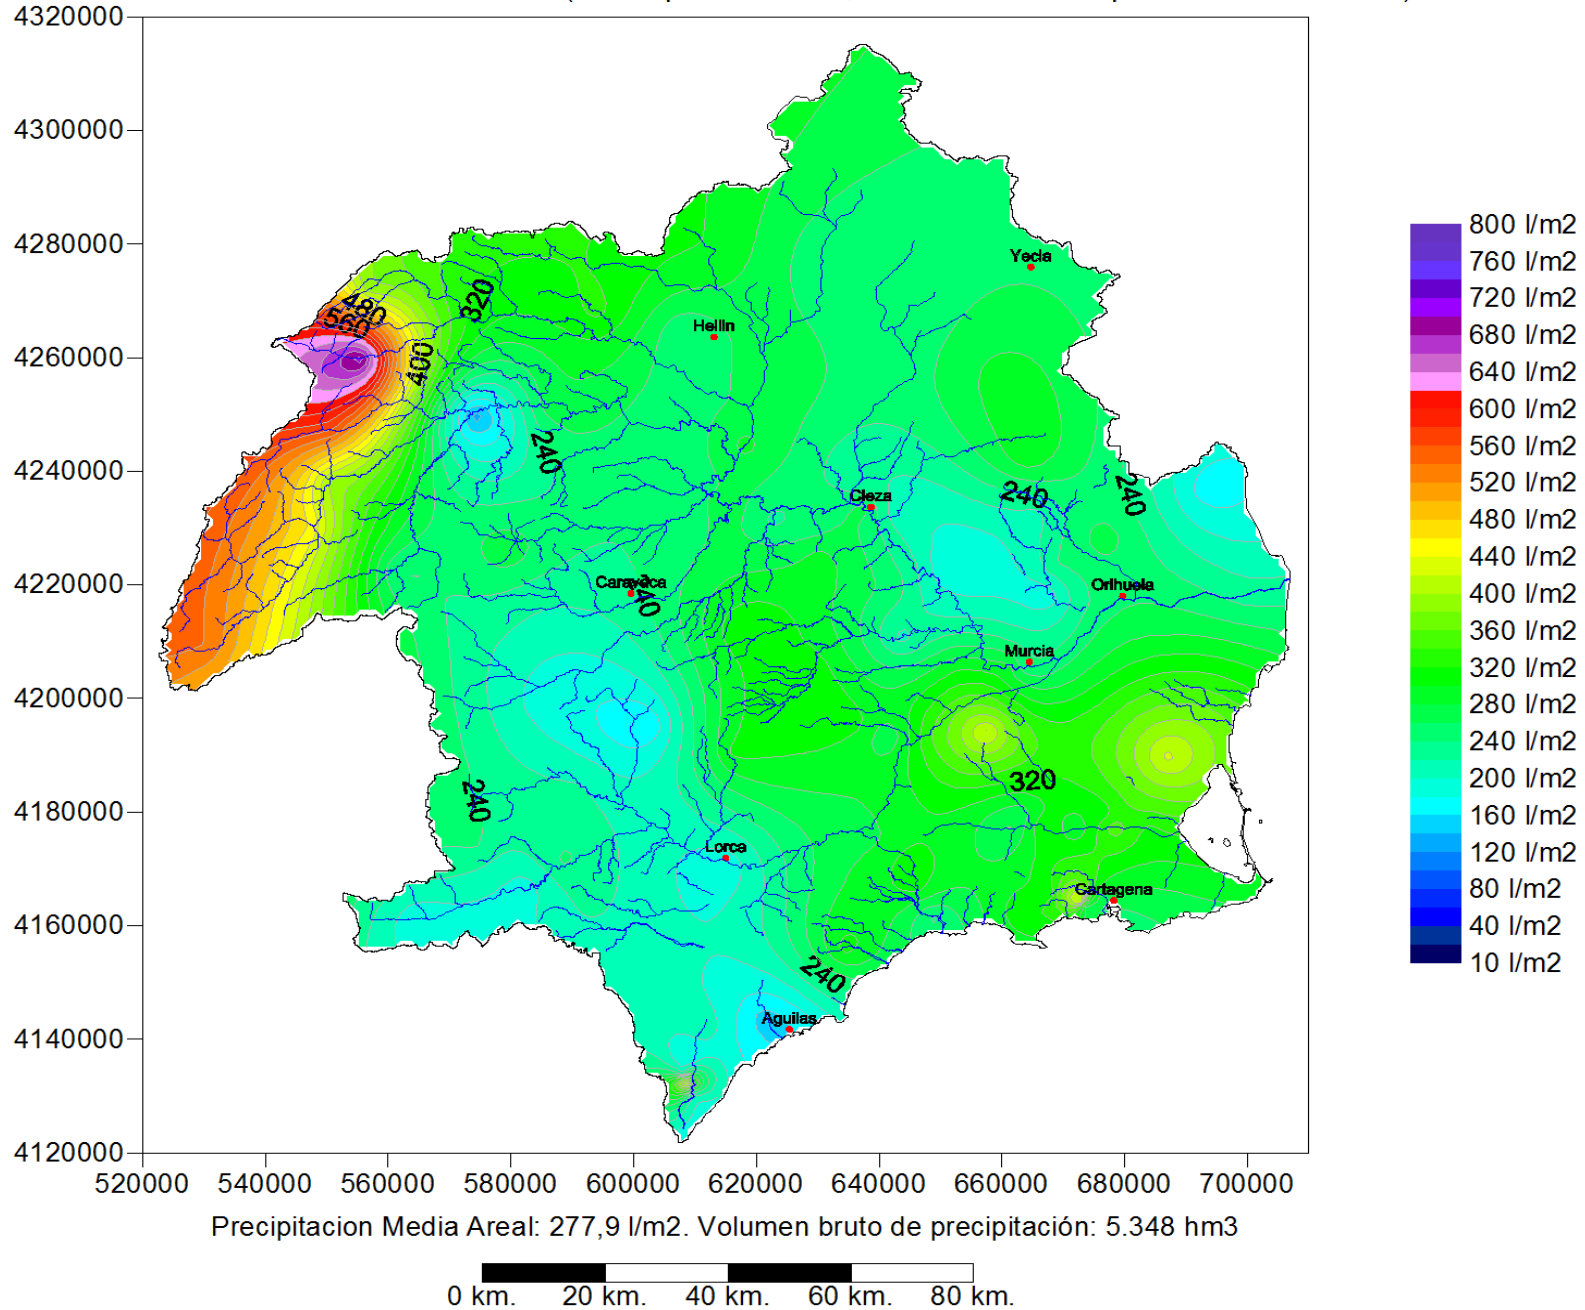 4320000
4300000
4280000
4260000
4240000
4220000
4200000
4180000
4160000
4140000
4120000
520000 540000 560000 580000 600000 620000 640000 660000 680000 700000
Yecla
480
560
320
Hellin
400
240
Cieza
240
240
Caravaca
240
Orihuela
Murcia
320
240
Lorca
Cartagena
240
Aguilas
800 l/m2
760 l/m2
720 l/m2
680 l/m2
640 l/m2
600 l/m2
560 l/m2
520 l/m2
480 l/m2
440 l/m2
400 l/m2
360 l/m2
320 l/m2
280 l/m2
240 l/m2
200 l/m2
160 l/m2
120 l/m2
80 l/m2
40 l/m2
10 l/m2
Precipitacion Media Areal: 277,9 l/m2. Volumen bruto de precipitación: 5.348 hm3
0 km. 20 km. 40 km. 60 km. 80 km.